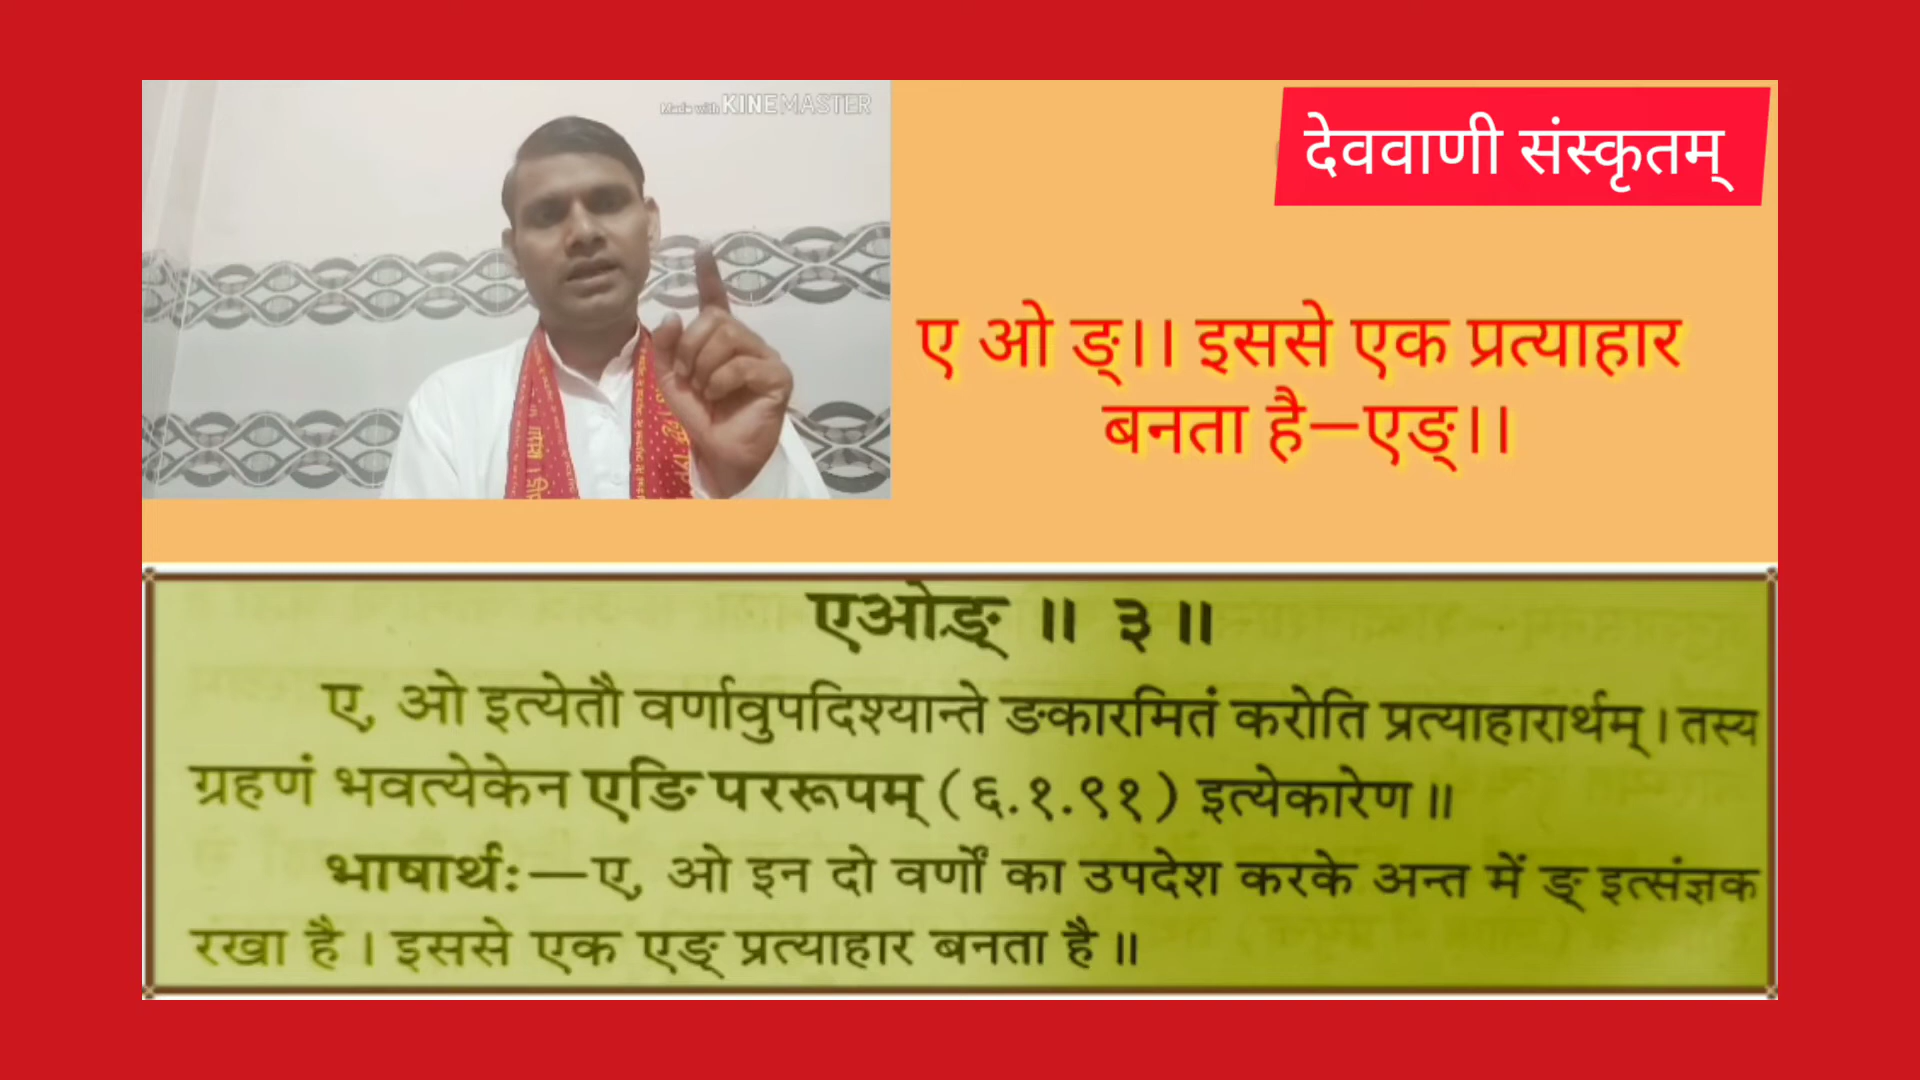 Made with KINEMASTER
देववाणी संस्कृतम्
ए ओ ङ्।। इससे एक प्रत्याहार
बनता है–एङ्।।
एओङ् ॥ ३ ॥
ए, ओ इत्येतौ वर्णावुपदिश्यान्ते ङकारमितं करोति प्रत्याहारार्थम् । तस्य
ग्रहणं भवत्येकेन एङि पररूपम् (६.१.९१) इत्येकारेण ॥
भाषार्थः—ए, ओ इन दो वर्णों का उपदेश करके अन्त में ङ् इत्संज्ञक
रखा है । इससे एक एङ् प्रत्याहार बनता है ॥